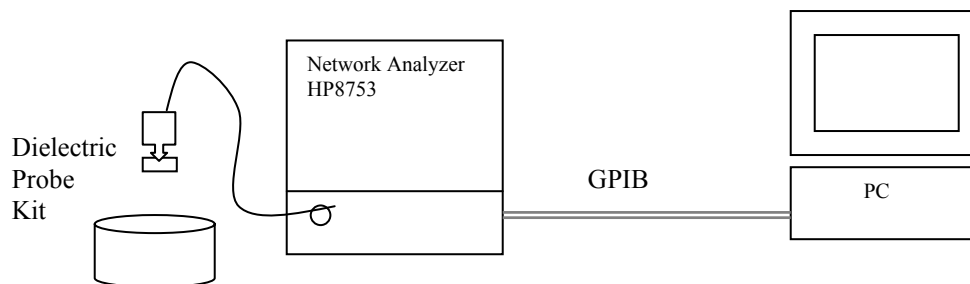 Network Analyzer
HP8753
Dielectric
Probe
Kit
GPIB
PC